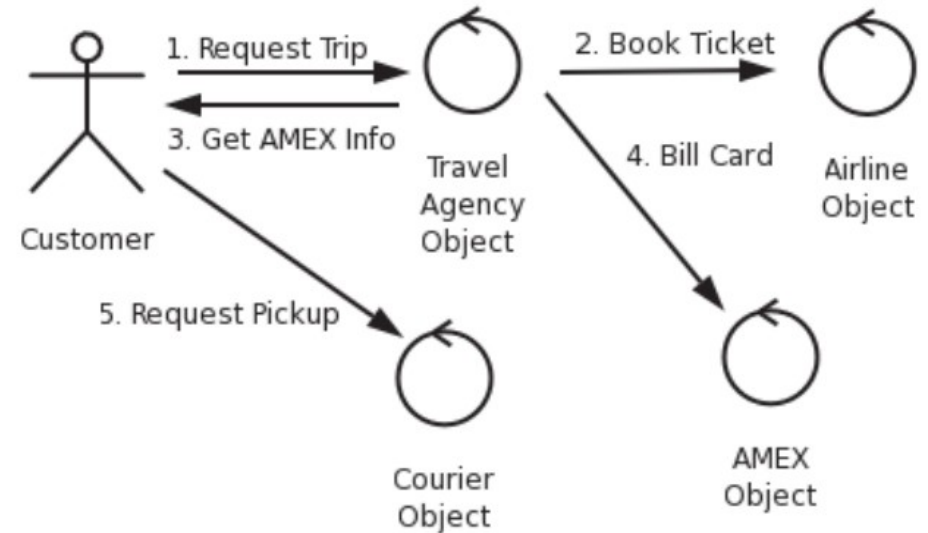 1. Request Trip
2. Book Ticket
3. Get AMEX Info
4. Bill Card
Travel
Agency
Object
Airline
Object
Customer
5. Request Pickup
Courier
Object
AMEX
Object